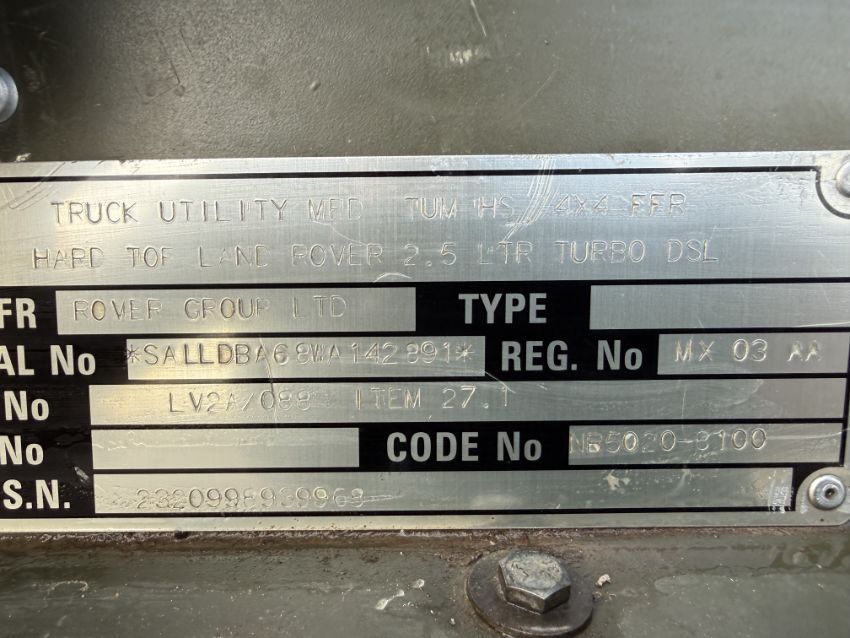 TRUCK UTILITY MED TUM HS 4X4 FFR
HARD TOP LAND ROVER 2.5 LTR TURBO DSL
FR ROVER GROUP LTD TYPE
AL No *SALLDBA68WA142891* REG. No MX 03 AA
No LV2A/088 ITEM 27.1
No CODE No
S.N.